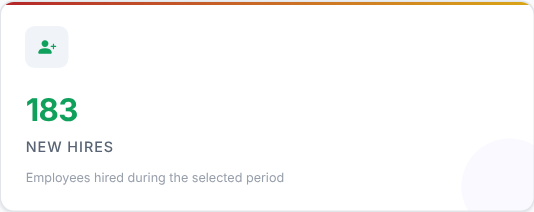 183
NEW HIRES
Employees hired during the selected period